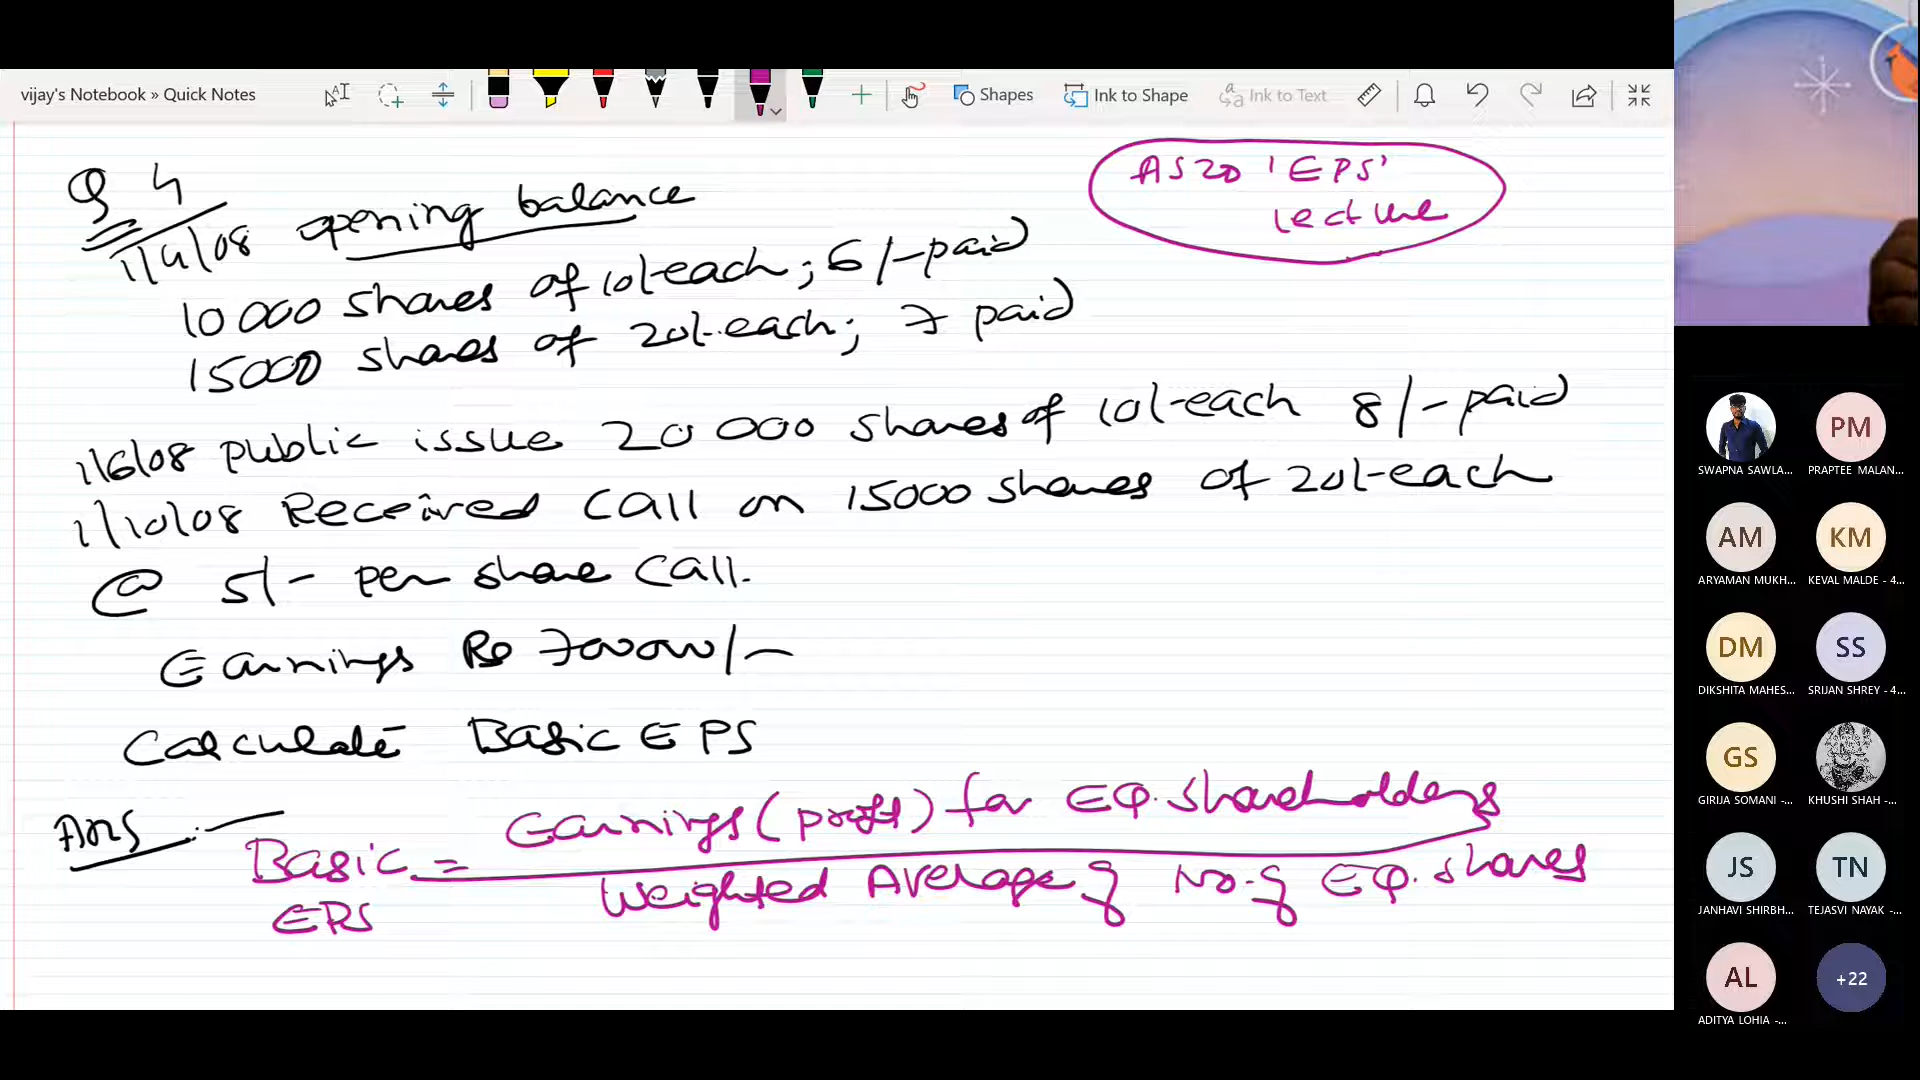 vijay's Notebook » Quick Notes
Shapes
Ink to Shape
Ink to Text
AS20 'EPS'
lecture
Q 4
1/4/08 opening balance
10000 shares of 10/-each; 6/-paid
15000 shares of 20/-each; 7 paid
1/6/08 public issue 20000 shares of 10/-each 8/-paid
1/10/08 Received call on 15000 shares of 20/-each
@ 5/- per share call.
Earnings Rs 700000/-
Calculate Basic EPS
Ans :-
Basic EPS = Earnings (profit) for EQ. shareholders
Weighted Average of No. of EQ. shares
SWAPNA SAWLA...
PM
PRAPTEE MALAN...
AM
ARYAMAN MUKH...
KM
KEVAL MALDE - 4...
DM
DIKSHITA MAHES...
SS
SRIJAN SHREY - 4...
GS
GIRIJA SOMANI -...
KHUSHI SHAH -...
JS
JANHAVI SHIRBH...
TN
TEJASVI NAYAK -...
AL
ADITYA LOHIA -...
+22